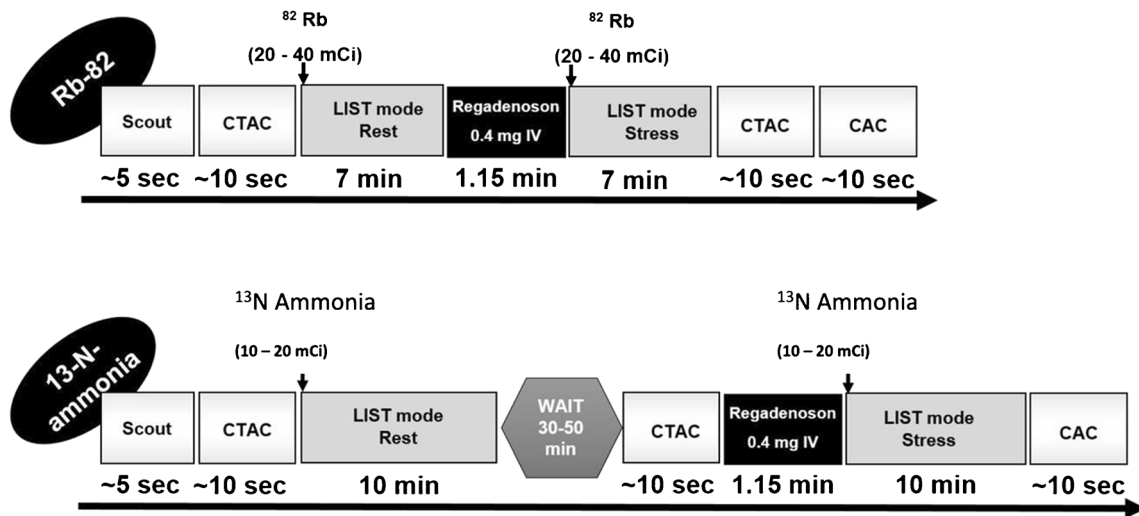 ⁸² Rb
⁸² Rb
(20 - 40 mCi)
(20 - 40 mCi)
Rb-82
Scout
CTAC
LIST mode
Rest
Regadenoson
0.4 mg IV
LIST mode
Stress
CTAC
CAC
~5 sec
~10 sec
7 min
1.15 min
7 min
~10 sec
~10 sec
¹³N Ammonia
¹³N Ammonia
(10 – 20 mCi)
(10 – 20 mCi)
13-N-
ammonia
Scout
CTAC
LIST mode
Rest
WAIT
30-50
min
CTAC
Regadenoson
0.4 mg IV
LIST mode
Stress
CAC
~5 sec
~10 sec
10 min
~10 sec
1.15 min
10 min
~10 sec